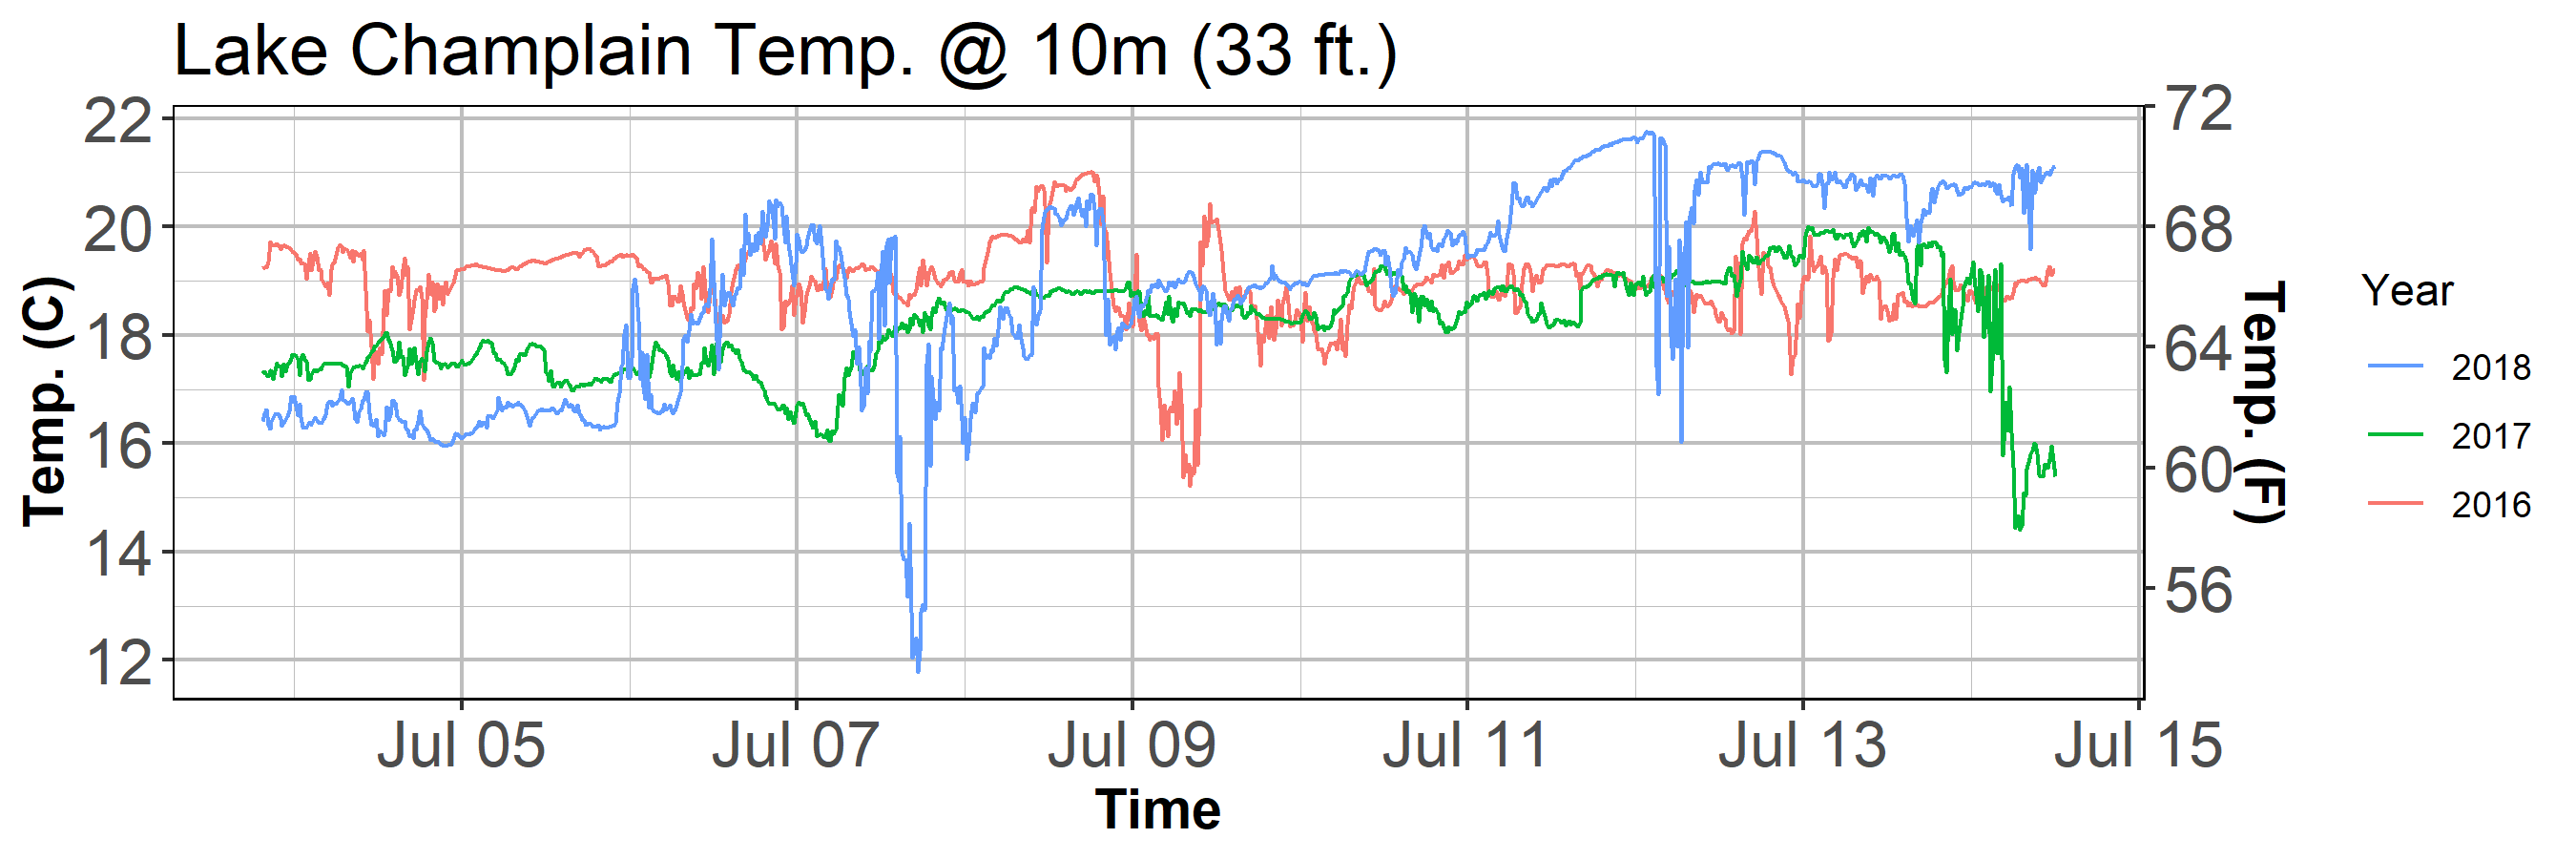 Lake Champlain Temp. @ 10m (33 ft.)
22
20
18
16
14
12
Temp. (C)
72
68
64
60
56
Temp. (F)
Jul 05
Jul 07
Jul 09
Jul 11
Jul 13
Jul 15
Time
Year
2018
2017
2016